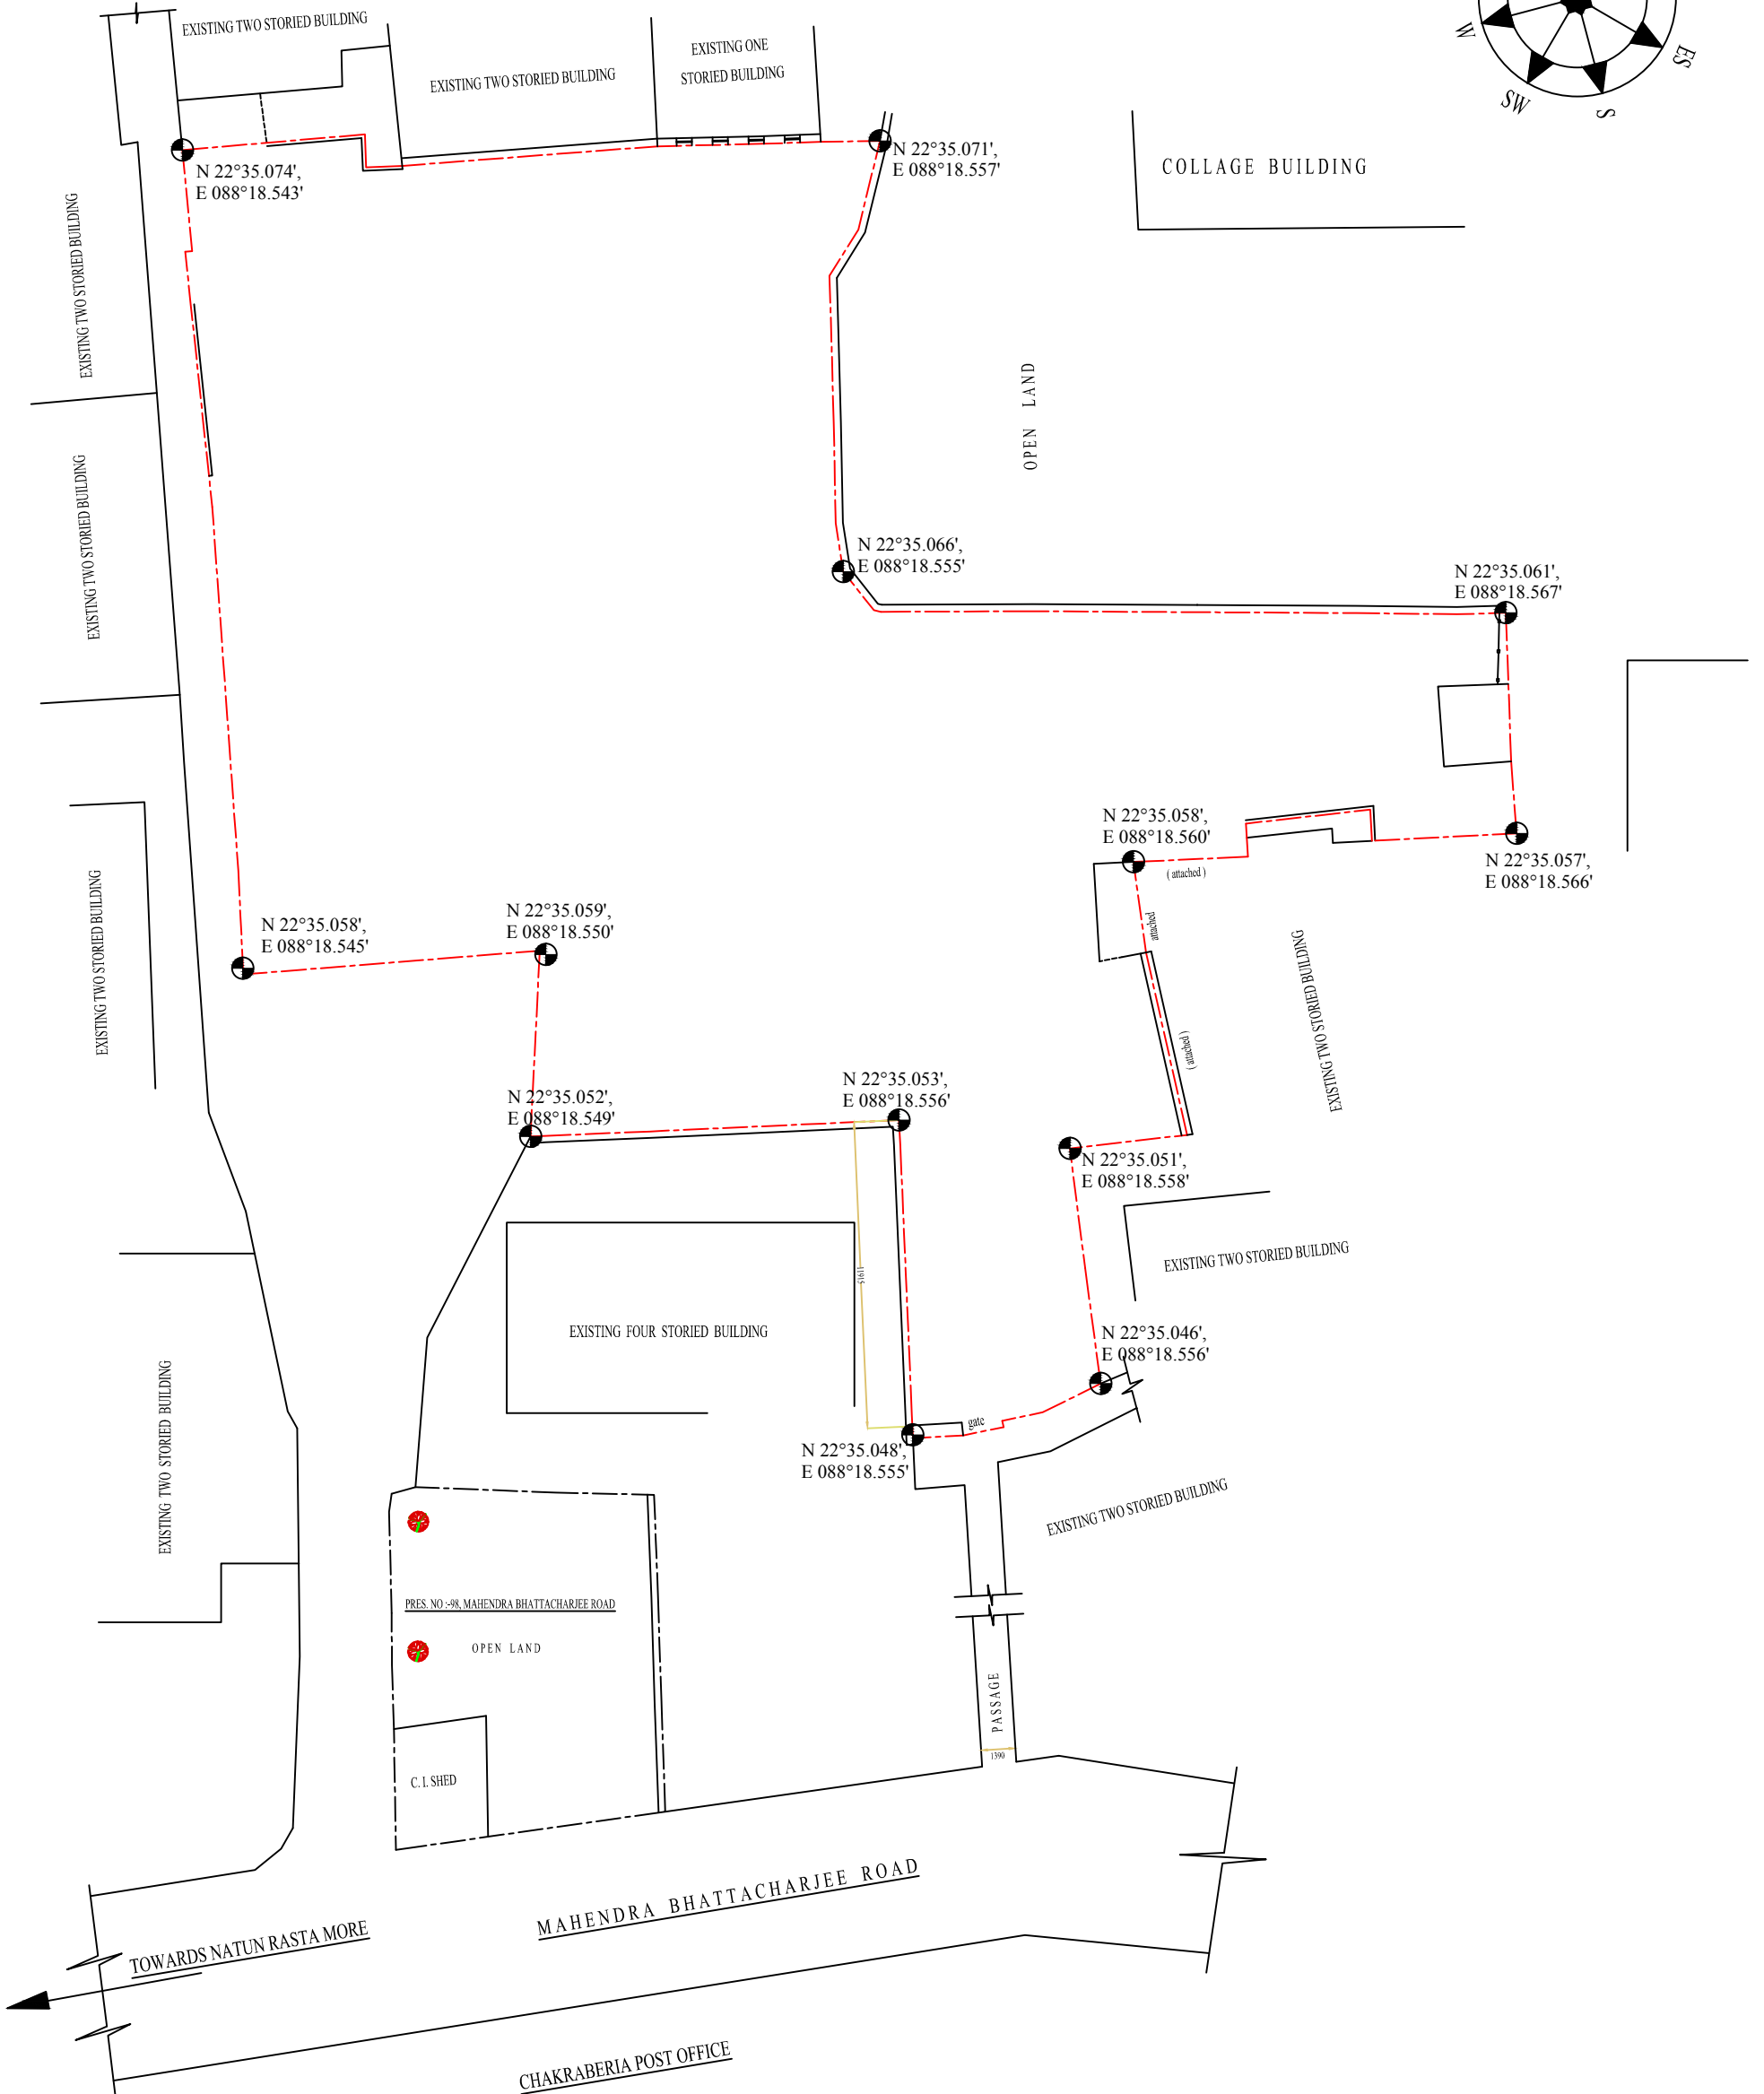 EXISTING TWO STORIED BUILDING
EXISTING TWO STORIED BUILDING
EXISTING ONE
STORIED BUILDING
W
SW
S
ES
N 22°35.074',
E 088°18.543'
N 22°35.071',
E 088°18.557'
COLLAGE BUILDING
EXISTING TWO STORIED BUILDING
OPEN LAND
EXISTING TWO STORIED BUILDING
N 22°35.066',
E 088°18.555'
N 22°35.061',
E 088°18.567'
N 22°35.058',
E 088°18.560'
( attached )
N 22°35.057',
E 088°18.566'
attached
EXISTING TWO STORIED BUILDING
N 22°35.058',
E 088°18.545'
N 22°35.059',
E 088°18.550'
EXISTING TWO STORIED BUILDING
( attached )
N 22°35.052',
E 088°18.549'
N 22°35.053',
E 088°18.556'
N 22°35.051',
E 088°18.558'
EXISTING TWO STORIED BUILDING
11915
EXISTING FOUR STORIED BUILDING
N 22°35.046',
E 088°18.556'
gate
N 22°35.048',
E 088°18.555'
EXISTING TWO STORIED BUILDING
EXISTING TWO STORIED BUILDING
PRES. NO :-98, MAHENDRA BHATTACHARJEE ROAD
OPEN LAND
PASSAGE
1390
C. I. SHED
MAHENDRA BHATTACHARJEE ROAD
TOWARDS NATUN RASTA MORE
CHAKRABERIA POST OFFICE